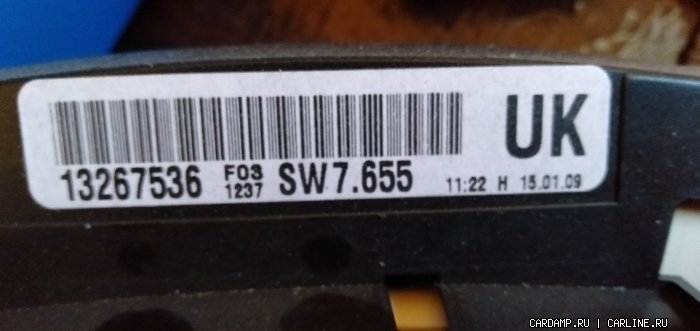 UK
13267536 F03 1237 SW7.655 11:22 H 15.01.09
CARDAMP.RU | CARLINE.RU